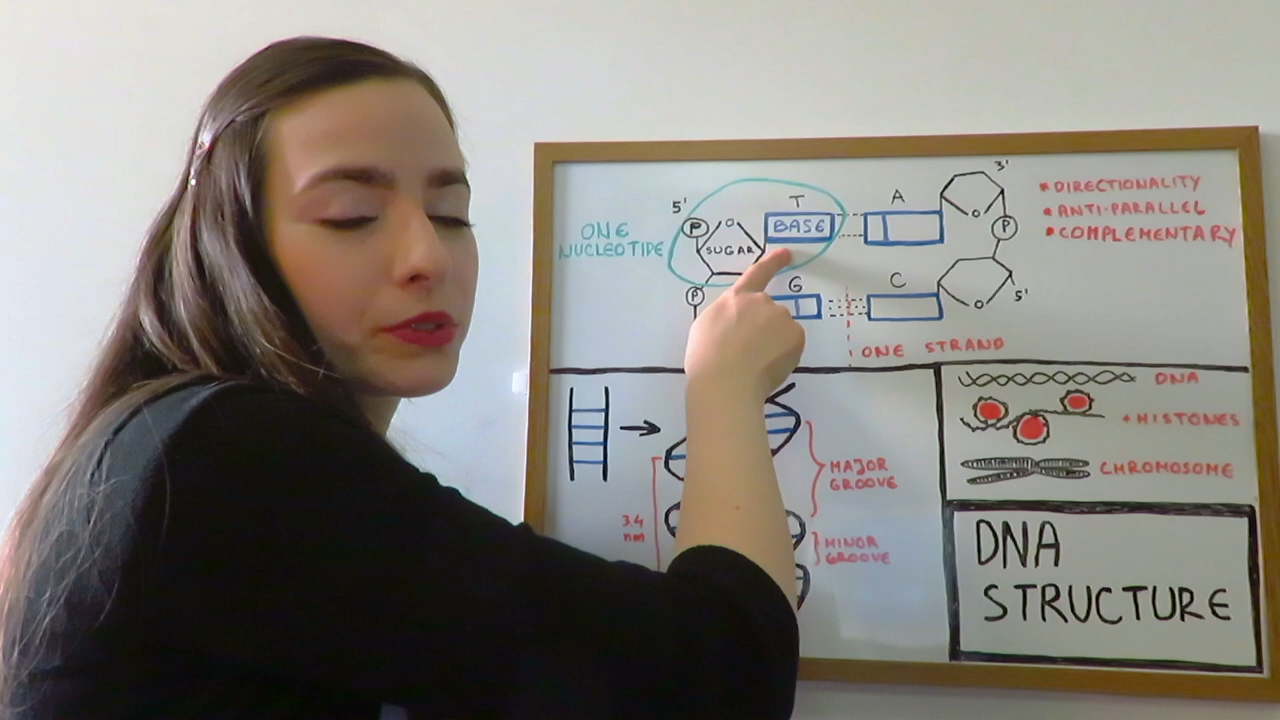 ONE
NUCLEOTIDE
5'
P
O
SUGAR
T
BASE
A
O
3'
P
P
G
C
O
5'
ONE STRAND
• DIRECTIONALITY
• ANTI-PARALLEL
• COMPLEMENTARY
3.4
nm
MAJOR
GROOVE
MINOR
GROOVE
DNA
+ HISTONES
CHROMOSOME
DNA
STRUCTURE